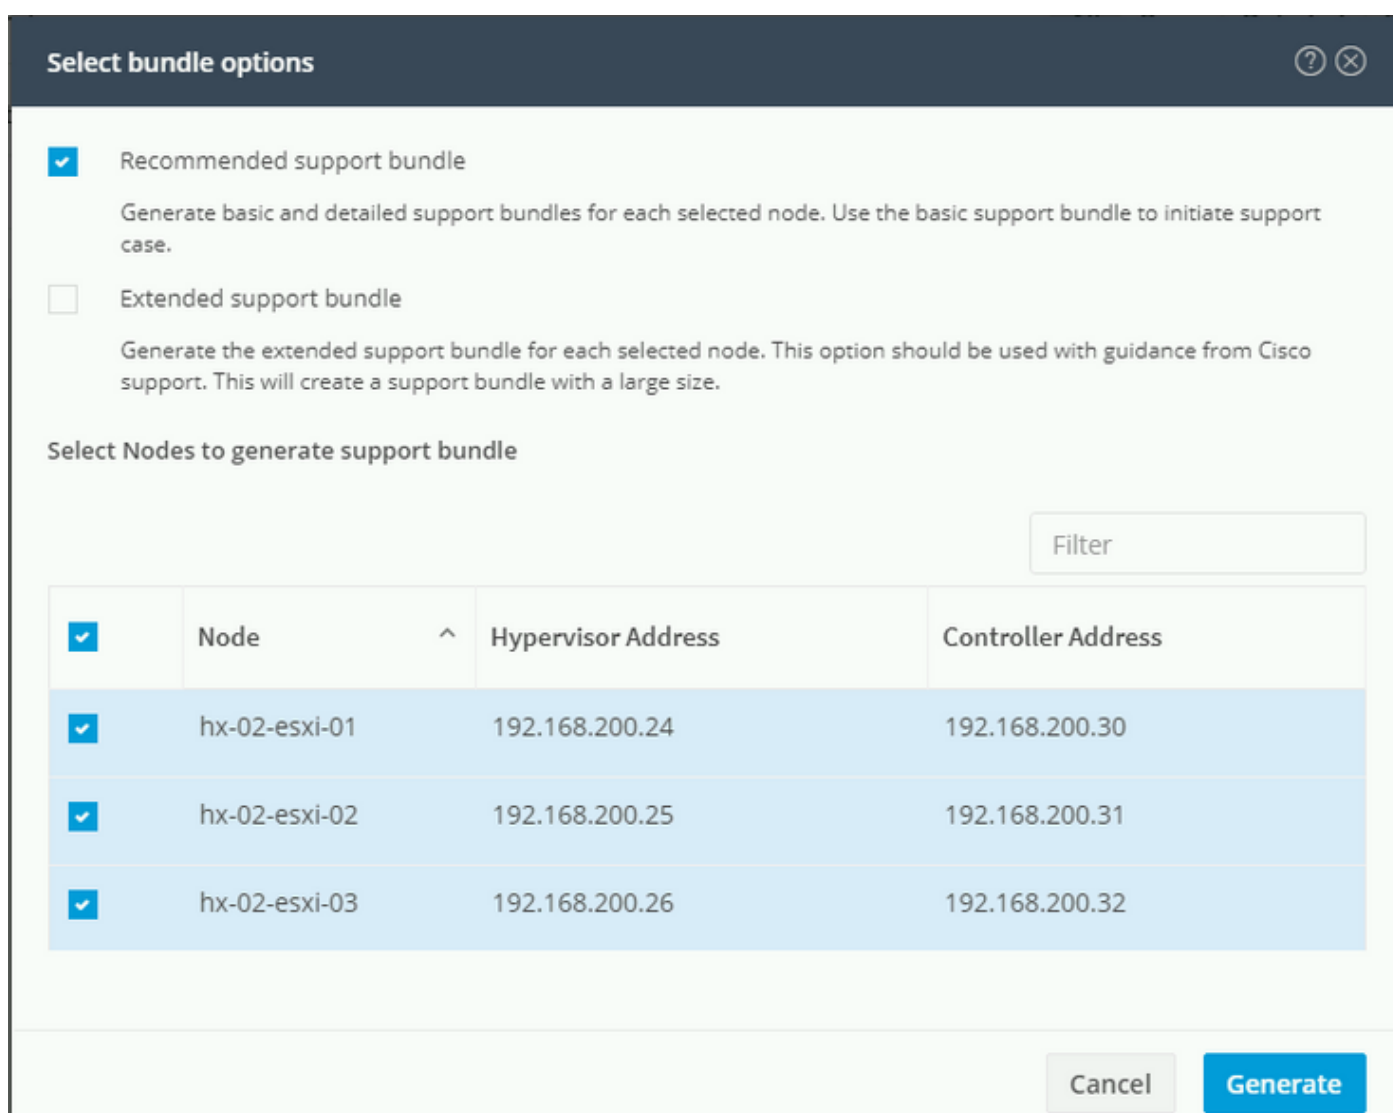 Select bundle options
Recommended support bundle
Generate basic and detailed support bundles for each selected node. Use the basic support bundle to initiate support
case.
Extended support bundle
Generate the extended support bundle for each selected node. This option should be used with guidance from Cisco
support. This will create a support bundle with a large size.
Select Nodes to generate support bundle
Filter
Node Hypervisor Address Controller Address
hx-02-esxi-01 192.168.200.24 192.168.200.30
hx-02-esxi-02 192.168.200.25 192.168.200.31
hx-02-esxi-03 192.168.200.26 192.168.200.32
Cancel Generate